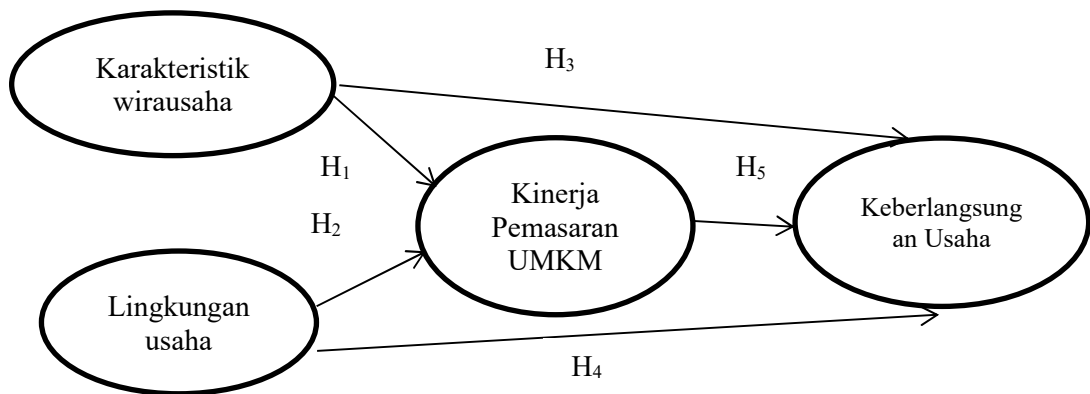 Karakteristik
wirausaha
H₃
H₁
Kinerja
Pemasaran
UMKM
H₅
Keberlangsung
an Usaha
H₂
Lingkungan
usaha
H₄